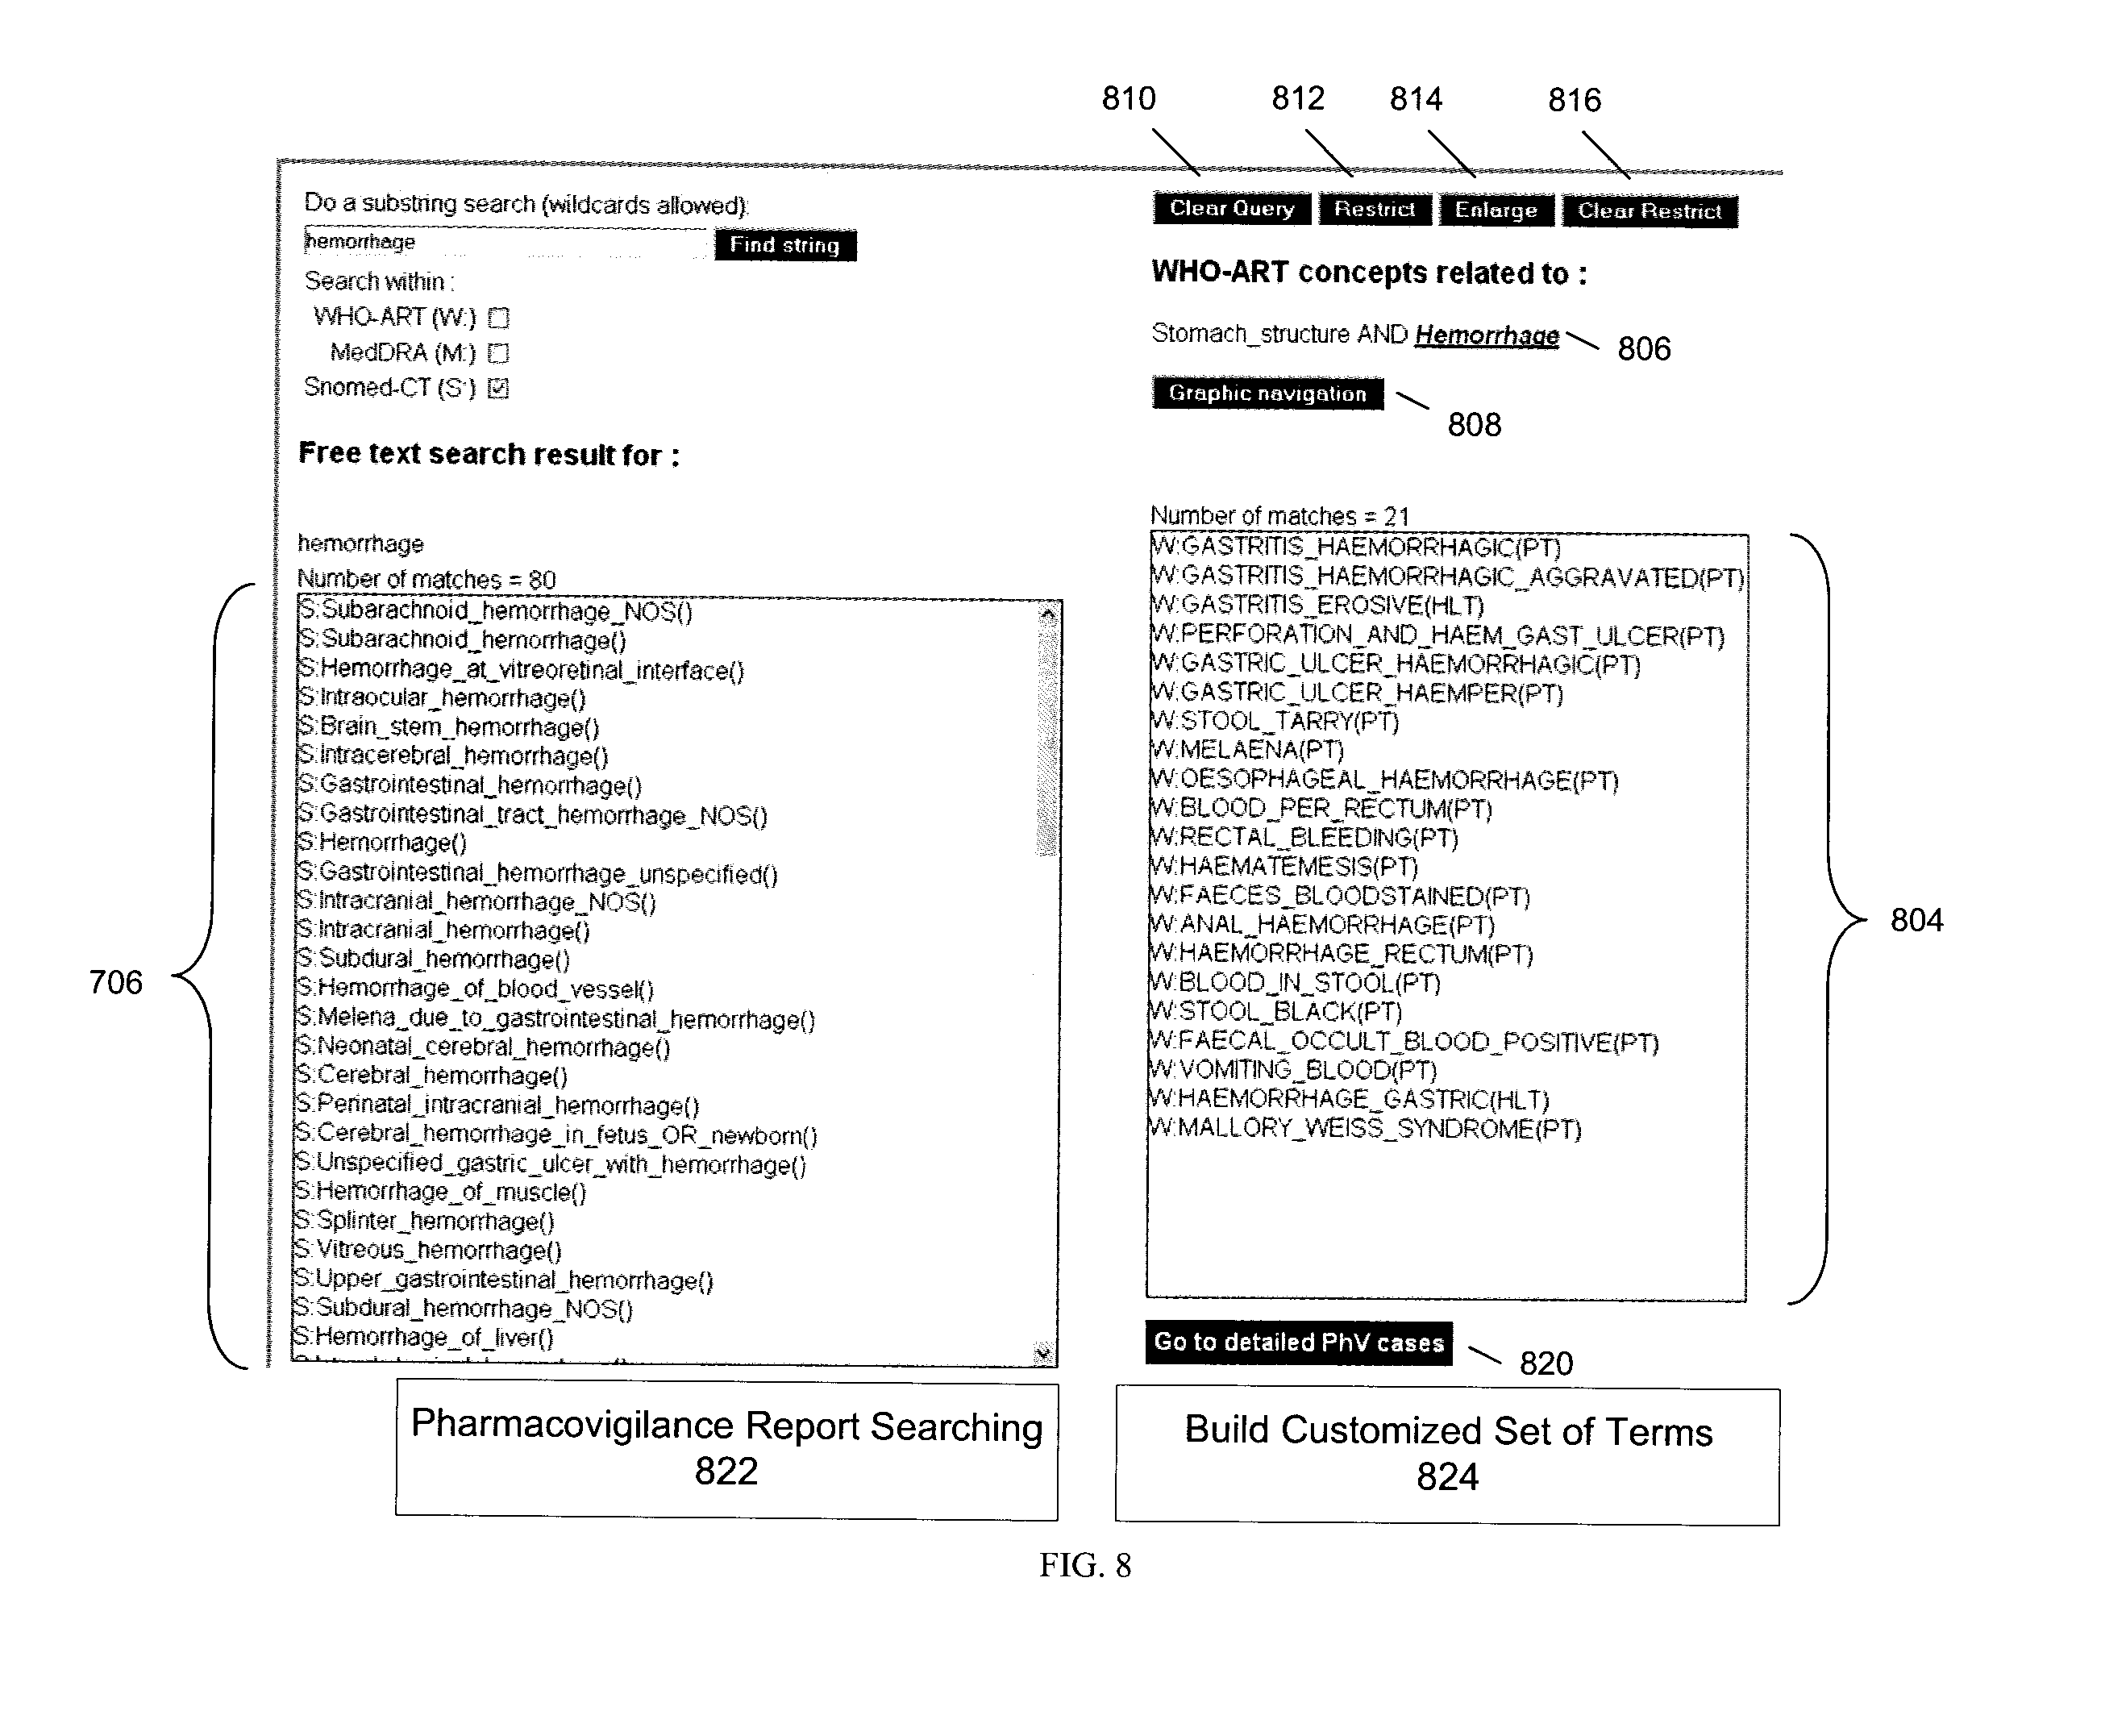 810 812 814 816
Do a substring search (wildcards allowed):
hemorrhage Find string
Search within :
WHO-ART (W:)
MedDRA (M:)
Snomed-CT (S:)
Free text search result for :
hemorrhage
Number of matches = 80
S:Subarachnoid_hemorrhage_NOS()
S:Subarachnoid_hemorrhage()
S:Hemorrhage_at_vitreoretinal_interface()
S:Intraocular_hemorrhage()
S:Brain_stem_hemorrhage()
S:Intracerebral_hemorrhage()
S:Gastrointestinal_hemorrhage()
S:Gastrointestinal_tract_hemorrhage_NOS()
S:Hemorrhage()
S:Gastrointestinal_hemorrhage_unspecified()
S:Intracranial_hemorrhage_NOS()
S:Intracranial_hemorrhage()
S:Subdural_hemorrhage()
S:Hemorrhage_of_blood_vessel()
S:Melena_due_to_gastrointestinal_hemorrhage()
S:Neonatal_cerebral_hemorrhage()
S:Cerebral_hemorrhage()
S:Perinatal_intracranial_hemorrhage()
S:Cerebral_hemorrhage_in_fetus_OR_newborn()
S:Unspecified_gastric_ulcer_with_hemorrhage()
S:Hemorrhage_of_muscle()
S:Splinter_hemorrhage()
S:Vitreous_hemorrhage()
S:Upper_gastrointestinal_hemorrhage()
S:Subdural_hemorrhage_NOS()
S:Hemorrhage_of_liver()
706
Clear Query Restrict Enlarge Clear Restrict
WHO-ART concepts related to :
Stomach_structure AND Hemorrhage 806
Graphic navigation 808
Number of matches = 21
W:GASTRITIS_HAEMORRHAGIC(PT)
W:GASTRITIS_HAEMORRHAGIC_AGGRAVATED(PT)
W:GASTRITIS_EROSIVE(HLT)
W:PERFORATION_AND_HAEM_GAST_ULCER(PT)
W:GASTRIC_ULCER_HAEMORRHAGIC(PT)
W:GASTRIC_ULCER_HAEMPER(PT)
W:STOOL_TARRY(PT)
W:MELAENA(PT)
W:OESOPHAGEAL_HAEMORRHAGE(PT)
W:BLOOD_PER_RECTUM(PT)
W:RECTAL_BLEEDING(PT)
W:HAEMATEMESIS(PT)
W:FAECES_BLOODSTAINED(PT)
W:ANAL_HAEMORRHAGE(PT)
W:HAEMORRHAGE_RECTUM(PT)
W:BLOOD_IN_STOOL(PT)
W:STOOL_BLACK(PT)
W:FAECAL_OCCULT_BLOOD_POSITIVE(PT)
W:VOMITING_BLOOD(PT)
W:HAEMORRHAGE_GASTRIC(HLT)
W:MALLORY_WEISS_SYNDROME(PT)
804
Go to detailed PhV cases 820
Pharmacovigilance Report Searching
822
Build Customized Set of Terms
824
FIG. 8